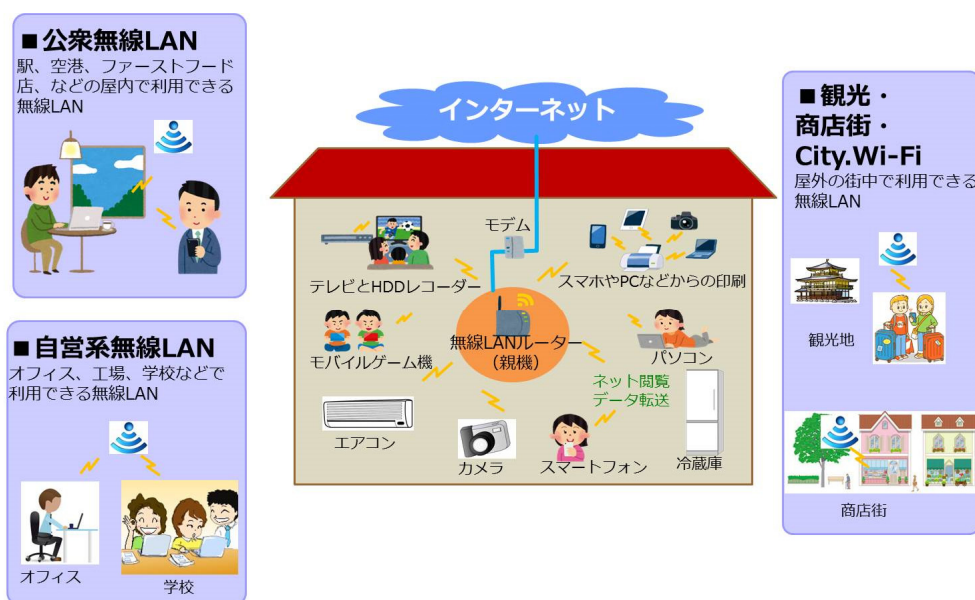 ■公衆無線LAN
駅、空港、ファーストフード
店、などの屋内で利用できる
無線LAN
■自営系無線LAN
オフィス、工場、学校などで
利用できる無線LAN
オフィス
学校
インターネット
モデム
テレビとHDDレコーダー
スマホやPCなどからの印刷
無線LANルーター
（親機）
モバイルゲーム機
パソコン
ネット閲覧
データ転送
エアコン
カメラ
スマートフォン
冷蔵庫
■観光・
商店街・
City.Wi-Fi
屋外の街中で利用できる
無線LAN
観光地
商店街